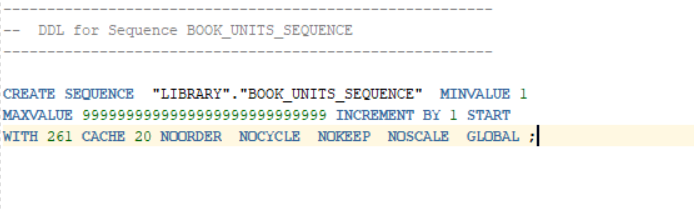 --------------------------------------------------------
--  DDL for Sequence BOOK_UNITS_SEQUENCE
--------------------------------------------------------
CREATE SEQUENCE  "LIBRARY"."BOOK_UNITS_SEQUENCE"  MINVALUE 1
MAXVALUE 9999999999999999999999999999 INCREMENT BY 1 START
WITH 261 CACHE 20 NOORDER  NOCYCLE  NOKEEP  NOSCALE  GLOBAL ;